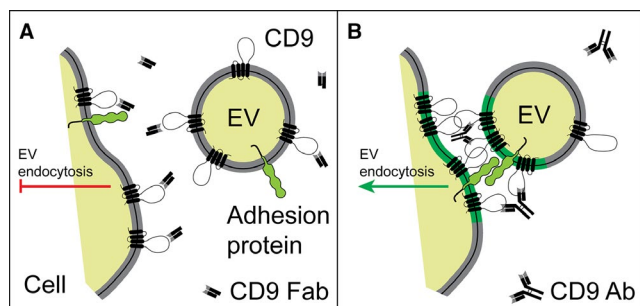 A
CD9
EV
EV
endocytosis
Adhesion
protein
Cell
CD9 Fab
B
EV
EV
endocytosis
CD9 Ab